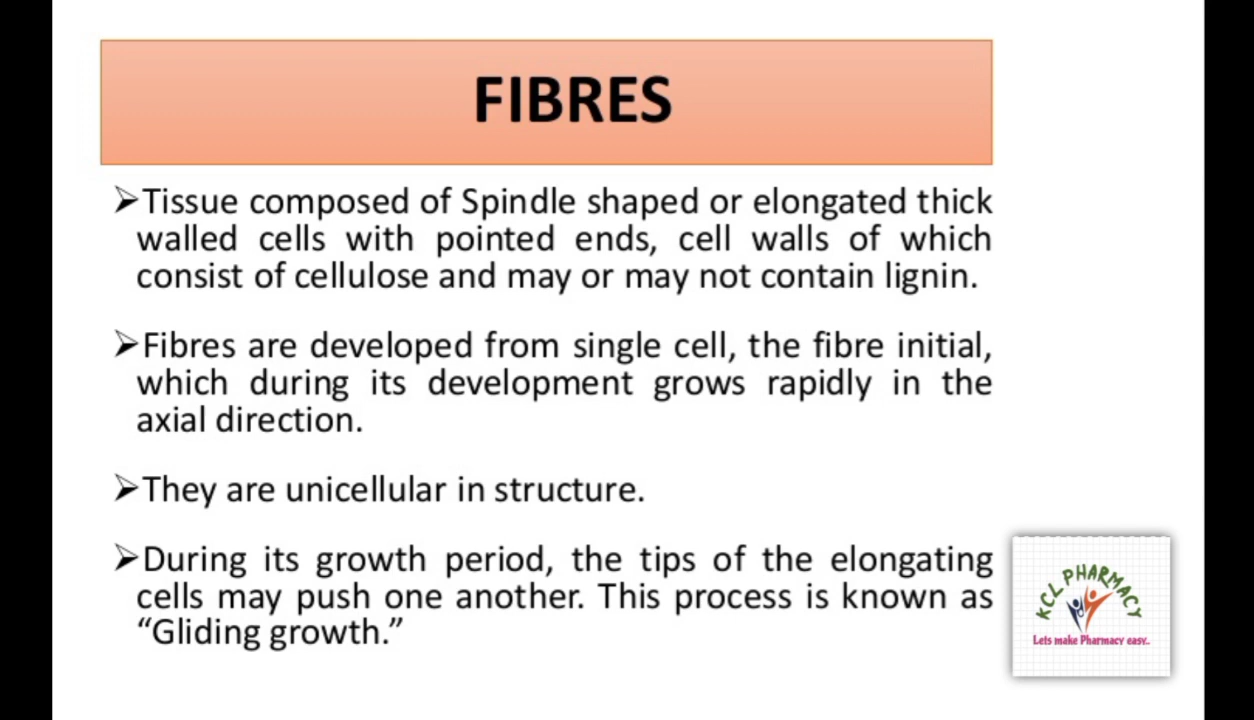 FIBRES
➢Tissue composed of Spindle shaped or elongated thick
walled cells with pointed ends, cell walls of which
consist of cellulose and may or may not contain lignin.
➢Fibres are developed from single cell, the fibre initial,
which during its development grows rapidly in the
axial direction.
➢They are unicellular in structure.
➢During its growth period, the tips of the elongating
cells may push one another. This process is known as
“Gliding growth.”
KCL PHARMACY
Lets make Pharmacy easy..